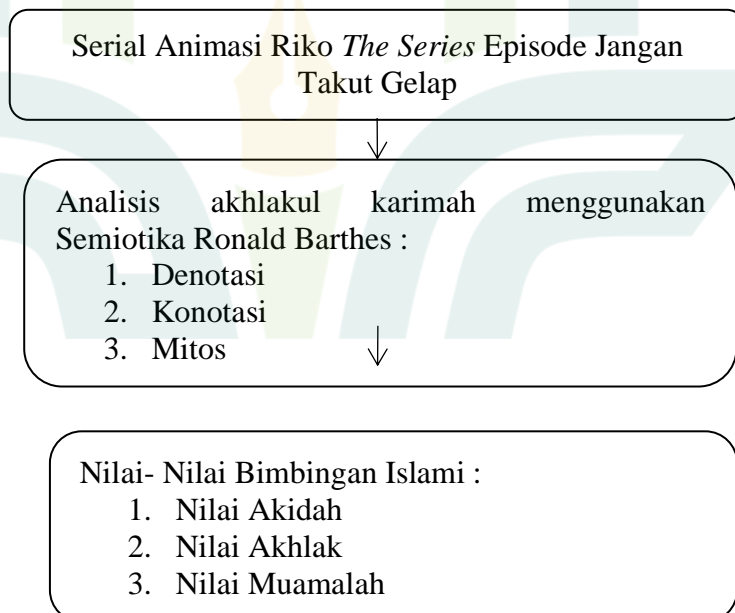 Serial Animasi Riko The Series Episode Jangan
Takut Gelap
Analisis akhlakul karimah menggunakan
Semiotika Ronald Barthes :
1. Denotasi
2. Konotasi
3. Mitos
Nilai- Nilai Bimbingan Islami :
1. Nilai Akidah
2. Nilai Akhlak
3. Nilai Muamalah